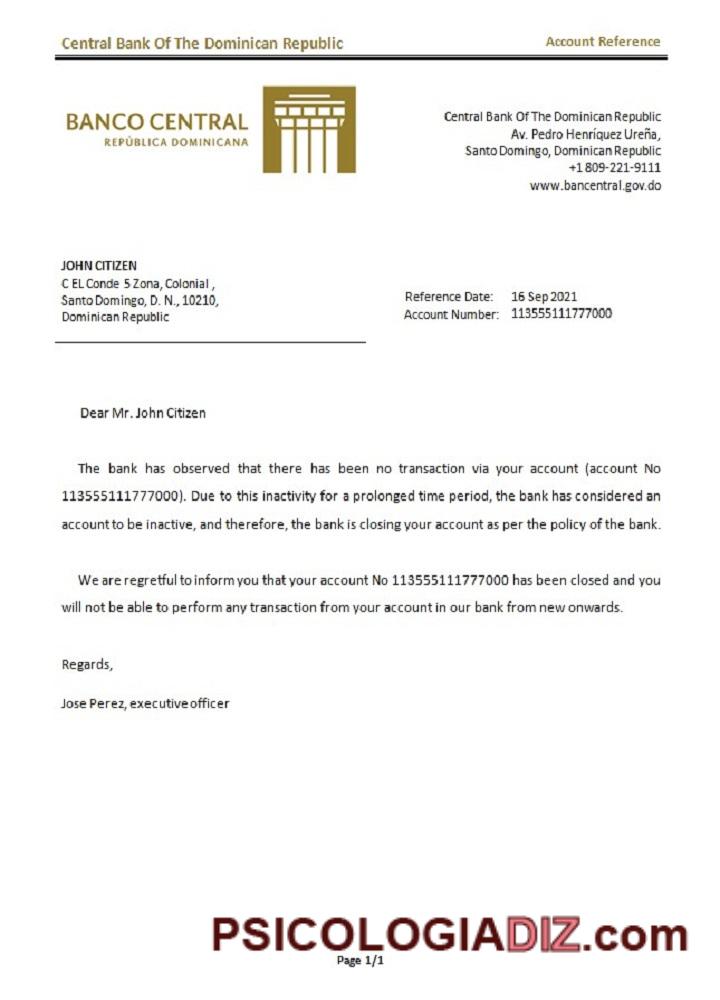 Central Bank Of The Dominican Republic
Account Reference
BANCO CENTRAL
REPÚBLICA DOMINICANA
Central Bank Of The Dominican Republic
Av. Pedro Henríquez Ureña,
Santo Domingo, Dominican Republic
+1 809-221-9111
www.bancentral.gov.do
JOHN CITIZEN
C EL Conde 5 Zona, Colonial ,
Santo Domingo, D. N., 10210,
Dominican Republic
Reference Date: 16 Sep 2021
Account Number: 113555111777000
Dear Mr. John Citizen
The bank has observed that there has been no transaction via your account (account No
113555111777000). Due to this inactivity for a prolonged time period, the bank has considered an
account to be inactive, and therefore, the bank is closing your account as per the policy of the bank.
We are regretful to inform you that your account No 113555111777000 has been closed and you
will not be able to perform any transaction from your account in our bank from new onwards.
Regards,
Jose Perez, executive officer
PSICOLOGIADIZ.com
Page 1/1